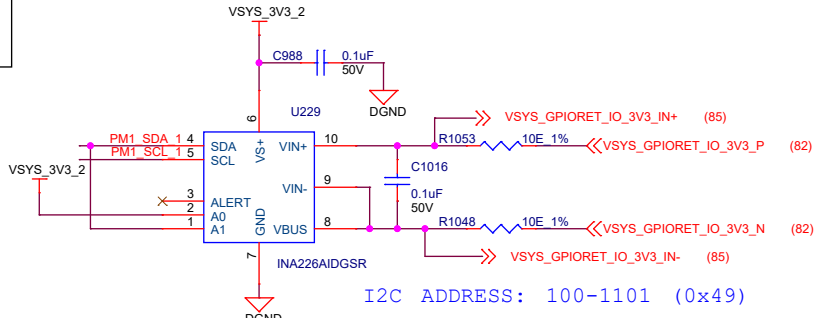 VSYS_3V3_2
C988 0.1uF
50V
DGND
6
U229
VS+
VSYS_GPIORET_IO_3V3_IN+ (85)
PM1_SDA_1 4 SDA VIN+ 10 R1053 10E_1% VSYS_GPIORET_IO_3V3_P (82)
PM1_SCL_1 5 SCL
C1016
VSYS_3V3_2
VIN- 9
0.1uF
50V
3 ALERT
2 A0
1 A1
GND
VBUS 8 R1048 10E_1% VSYS_GPIORET_IO_3V3_N (82)
7
INA226AIDGSR
VSYS_GPIORET_IO_3V3_IN- (85)
I2C ADDRESS: 100-1101 (0x49)
DGND